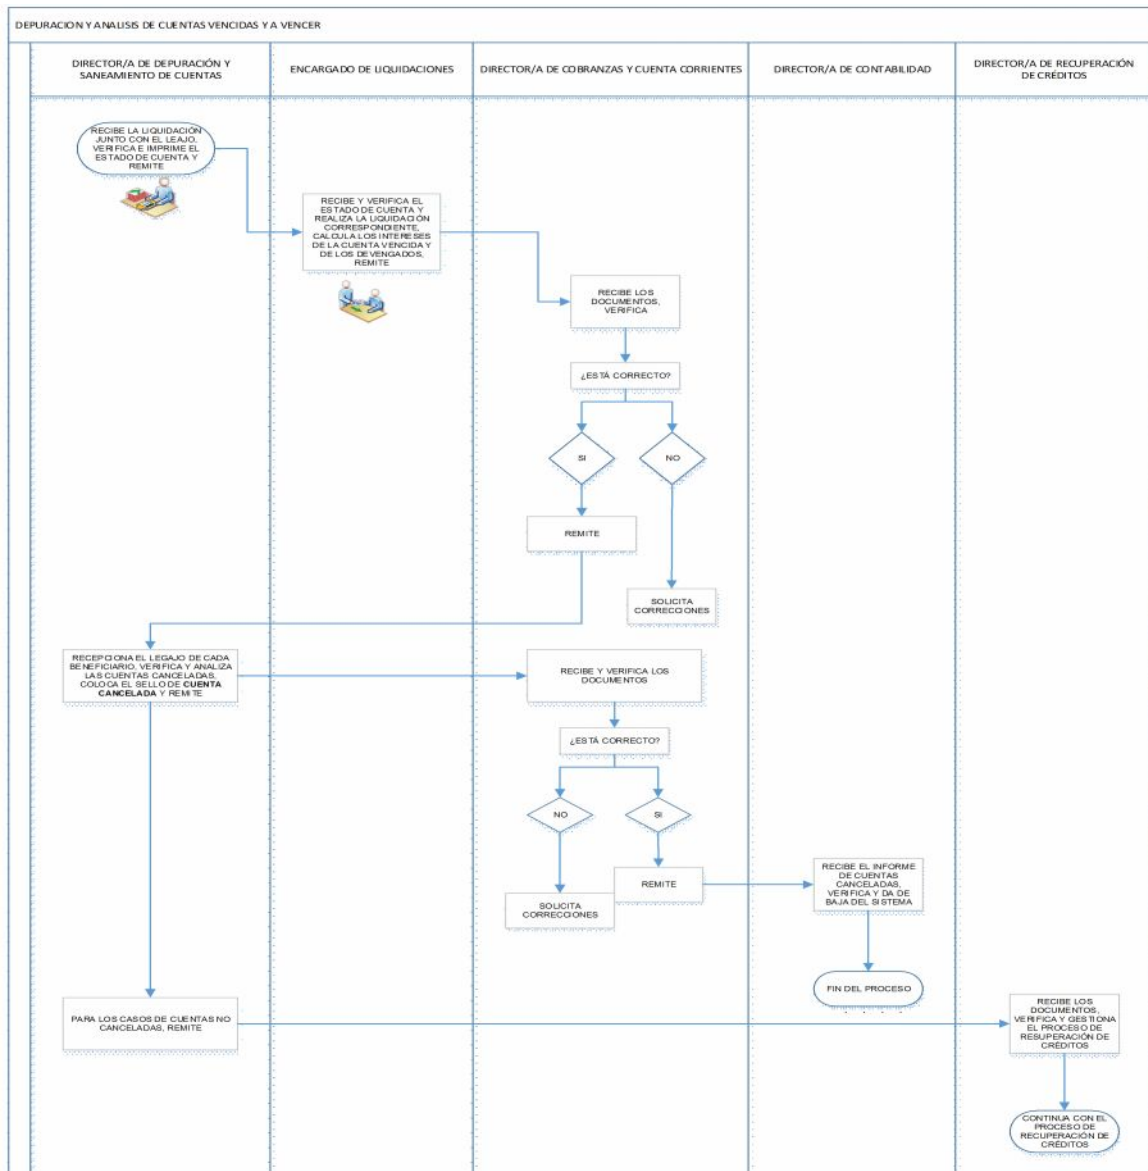 DEPURACION Y ANALISIS DE CUENTAS VENCIDAS Y A VENCER
DIRECTOR/A DE DEPURACIÓN Y
SANEAMIENTO DE CUENTAS
ENCARGADO DE LIQUIDACIONES
DIRECTOR/A DE COBRANZAS Y CUENTA CORRIENTES
DIRECTOR/A DE CONTABILIDAD
DIRECTOR/A DE RECUPERACIÓN
DE CRÉDITOS
RECIBE LA LIQUIDACIÓN
JUNTO CON EL LEAJO,
VERIFICA E IMPRIME EL
ESTADO DE CUENTA Y
REMITE
RECIBE Y VERIFICA EL
ESTADO DE CUENTA Y
REALIZA LA LIQUIDACIÓN
CORRESPONDIENTE,
CALCULA LOS INTERESES
DE LA CUENTA VENCIDA Y
DE LOS DEVENGADOS,
REMITE
RECIBE LOS
DOCUMENTOS,
VERIFICA
¿ESTÁ CORRECTO?
SI
NO
REMITE
SOLICITA
CORRECCIONES
RECEPCIONA EL LEGAJO DE CADA
BENEFICIARIO, VERIFICA Y ANALIZA
LAS CUENTAS CANCELADAS,
COLOCA EL SELLO DE CUENTA
CANCELADA Y REMITE
RECIBE Y VERIFICA LOS
DOCUMENTOS
¿ESTÁ CORRECTO?
NO
SI
REMITE
SOLICITA
CORRECCIONES
RECIBE EL INFORME
DE CUENTAS
CANCELADAS,
VERIFICA Y DA DE
BAJA DEL SISTEMA
FIN DEL PROCESO
PARA LOS CASOS DE CUENTAS NO
CANCELADAS, REMITE
RECIBE LOS
DOCUMENTOS,
VERIFICA Y GESTIONA
EL PROCESO DE
RESUPERACIÓN DE
CRÉDITOS
CONTINUA CON EL
PROCESO DE
RECUPERACIÓN DE
CRÉDITOS